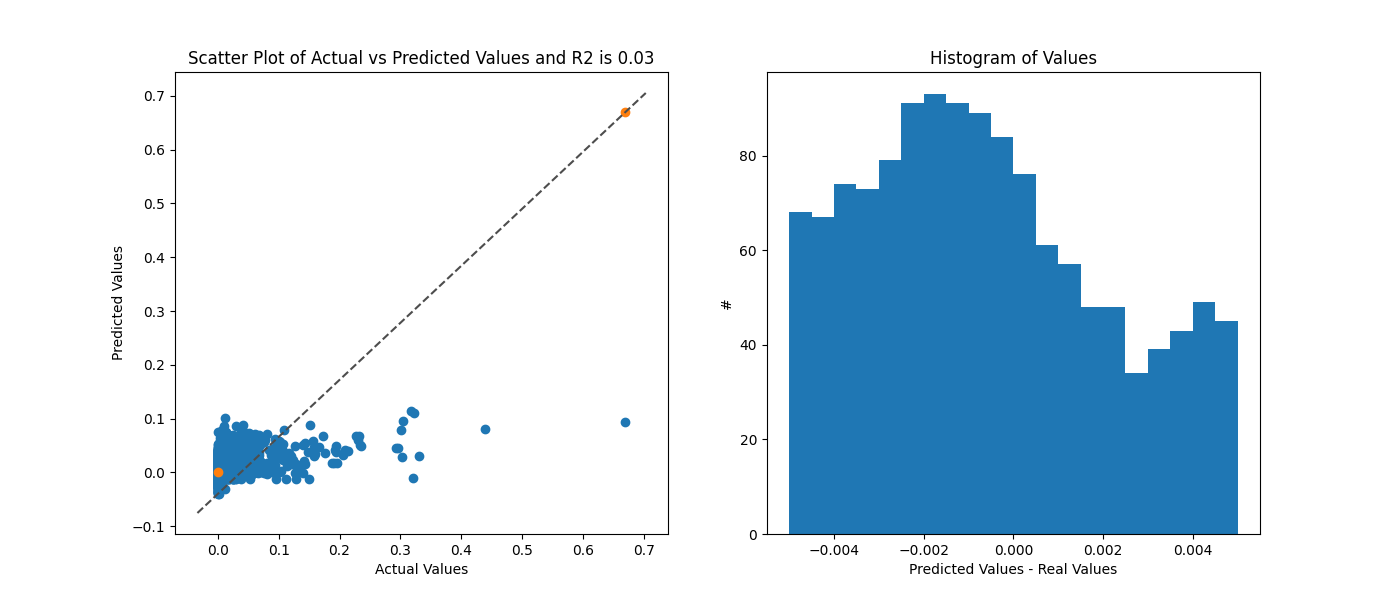 Scatter Plot of Actual vs Predicted Values and R2 is 0.03
0.7
0.6
0.5
0.4
0.3
0.2
0.1
0.0
−0.1
Predicted Values
0.0 0.1 0.2 0.3 0.4 0.5 0.6 0.7
Actual Values
Histogram of Values
80
60
40
20
0
#
−0.004 −0.002 0.000 0.002 0.004
Predicted Values - Real Values